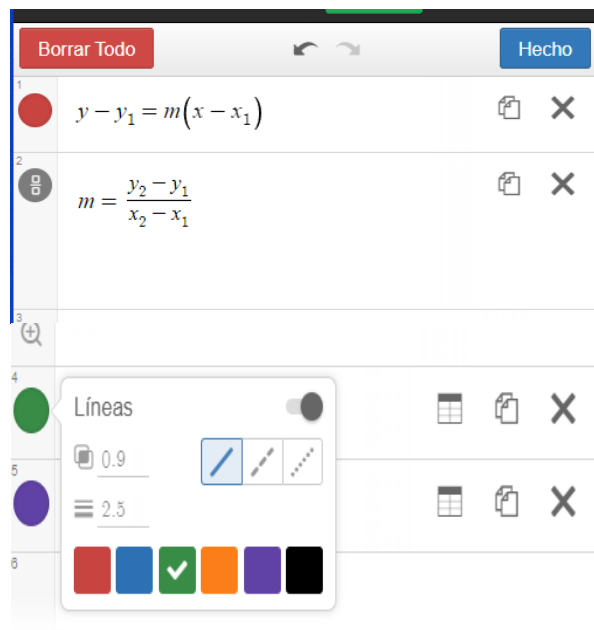 Borrar Todo
Hecho
1
y − y₁ = m(x − x₁)
2
m = (y₂ − y₁)/(x₂ − x₁)
3
4
Líneas
0.9
2.5
5
6